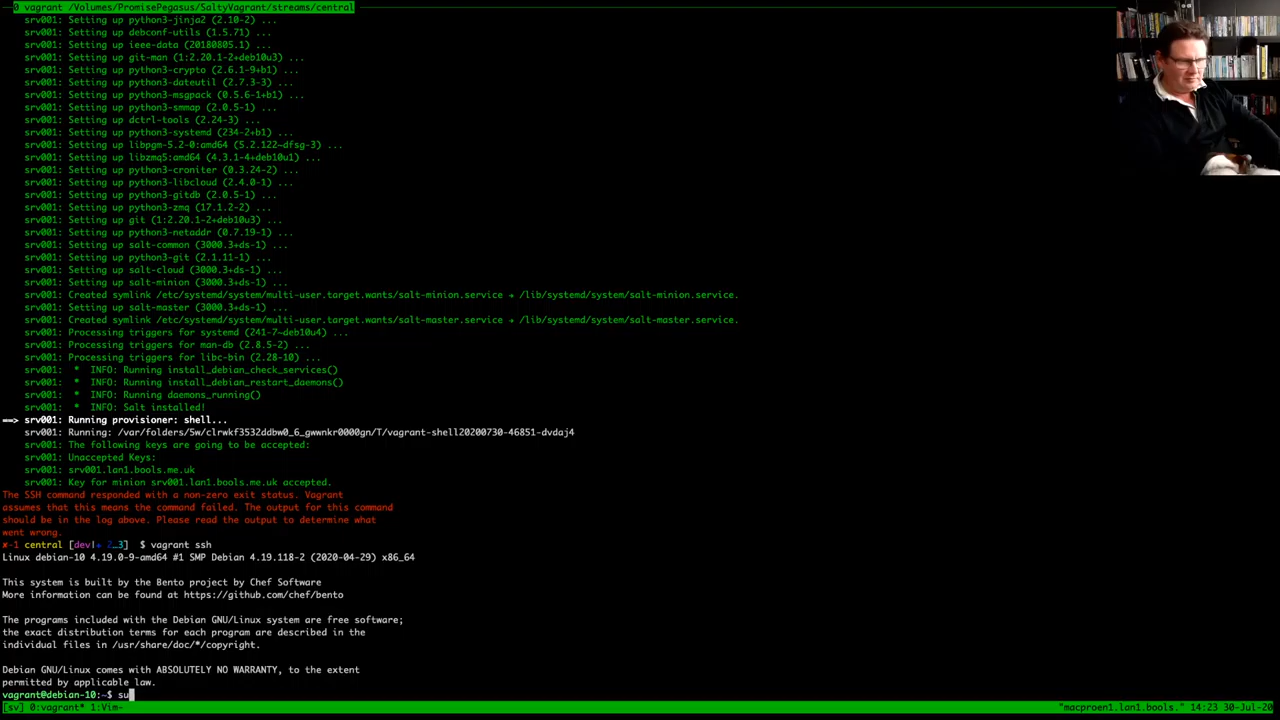 0 vagrant /Volumes/PromisePegasus/SaltyVagrant/streams/central
srv001: Setting up python3-jinja2 (2.10-2) ...
srv001: Setting up debconf-utils (1.5.71) ...
srv001: Setting up ieee-data (20180805.1) ...
srv001: Setting up git-man (1:2.20.1-2+deb10u3) ...
srv001: Setting up python3-crypto (2.6.1-9+b1) ...
srv001: Setting up python3-dateutil (2.7.3-3) ...
srv001: Setting up python3-msgpack (0.5.6-1+b1) ...
srv001: Setting up python3-smmap (2.0.5-1) ...
srv001: Setting up dctrl-tools (2.24-3) ...
srv001: Setting up python3-systemd (234-2+b1) ...
srv001: Setting up libpgm-5.2-0:amd64 (5.2.122~dfsg-3) ...
srv001: Setting up libzmq5:amd64 (4.3.1-4+deb10u1) ...
srv001: Setting up python3-croniter (0.3.24-2) ...
srv001: Setting up python3-libcloud (2.4.0-1) ...
srv001: Setting up python3-gitdb (2.0.5-1) ...
srv001: Setting up python3-zmq (17.1.2-2) ...
srv001: Setting up git (1:2.20.1-2+deb10u3) ...
srv001: Setting up python3-netaddr (0.7.19-1) ...
srv001: Setting up salt-common (3000.3+ds-1) ...
srv001: Setting up python3-git (2.1.11-1) ...
srv001: Setting up salt-cloud (3000.3+ds-1) ...
srv001: Setting up salt-minion (3000.3+ds-1) ...
srv001: Created symlink /etc/systemd/system/multi-user.target.wants/salt-minion.service → /lib/systemd/system/salt-minion.service.
srv001: Setting up salt-master (3000.3+ds-1) ...
srv001: Created symlink /etc/systemd/system/multi-user.target.wants/salt-master.service → /lib/systemd/system/salt-master.service.
srv001: Processing triggers for systemd (241-7~deb10u4) ...
srv001: Processing triggers for man-db (2.8.5-2) ...
srv001: Processing triggers for libc-bin (2.28-10) ...
srv001: * INFO: Running install_debian_check_services()
srv001: * INFO: Running install_debian_restart_daemons()
srv001: * INFO: Running daemons_running()
srv001: * INFO: Salt installed!
==> srv001: Running provisioner: shell...
srv001: Running: /var/folders/5w/clrwkf3532ddbw0_6_gwwnkr0000gn/T/vagrant-shell20200730-46851-dvdaj4
srv001: The following keys are going to be accepted:
srv001: Unaccepted Keys:
srv001: srv001.lan1.bools.me.uk
srv001: Key for minion srv001.lan1.bools.me.uk accepted.
The SSH command responded with a non-zero exit status. Vagrant
assumes that this means the command failed. The output for this command
should be in the log above. Please read the output to determine what
went wrong.
✘-1 central [dev|✚ 2…3] $ vagrant ssh
Linux debian-10 4.19.0-9-amd64 #1 SMP Debian 4.19.118-2 (2020-04-29) x86_64
This system is built by the Bento project by Chef Software
More information can be found at https://github.com/chef/bento
The programs included with the Debian GNU/Linux system are free software;
the exact distribution terms for each program are described in the
individual files in /usr/share/doc/*/copyright.
Debian GNU/Linux comes with ABSOLUTELY NO WARRANTY, to the extent
permitted by applicable law.
vagrant@debian-10:~$ su
[sv] 0:vagrant* 1:Vim- "macproen1.lan1.bools." 14:23 30-Jul-20